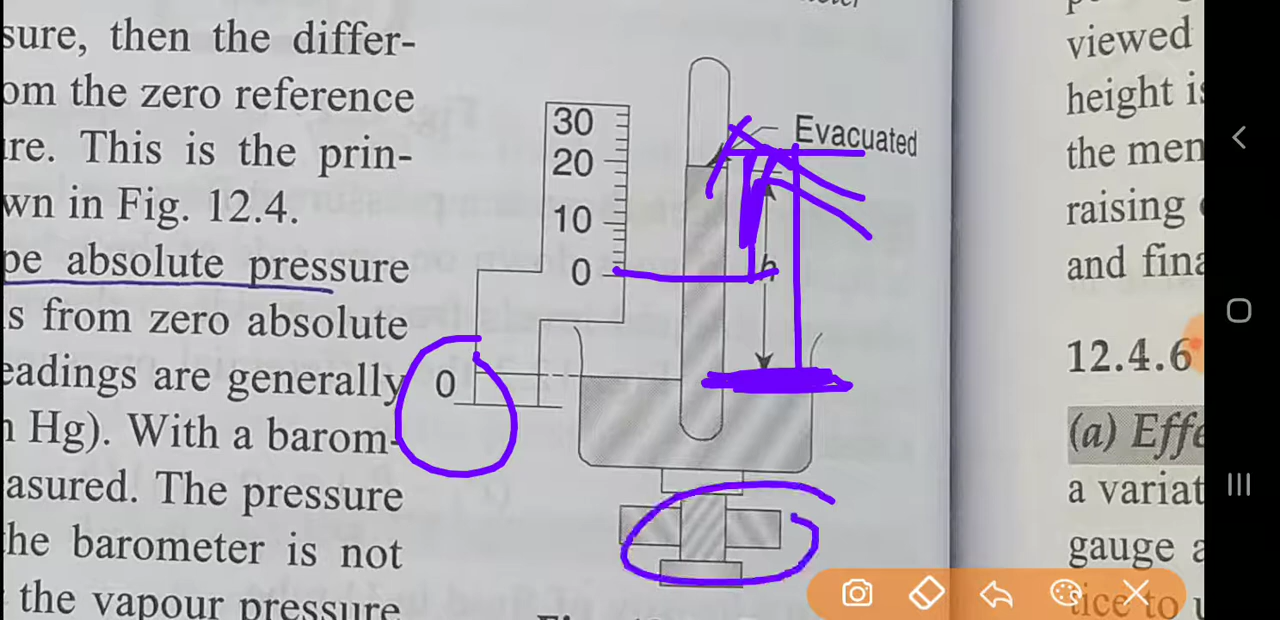 sure, then the differ-
om the zero reference
re. This is the prin-
wn in Fig. 12.4.
pe absolute pressure
s from zero absolute
eadings are generally
Hg). With a barom-
asured. The pressure
he barometer is not
the vapour pressure
30
20
10
0
0
Evacuated
h
viewed
height is
the men
raising
and fina
12.4.6
(a) Effe
a variat
gauge a
tice to